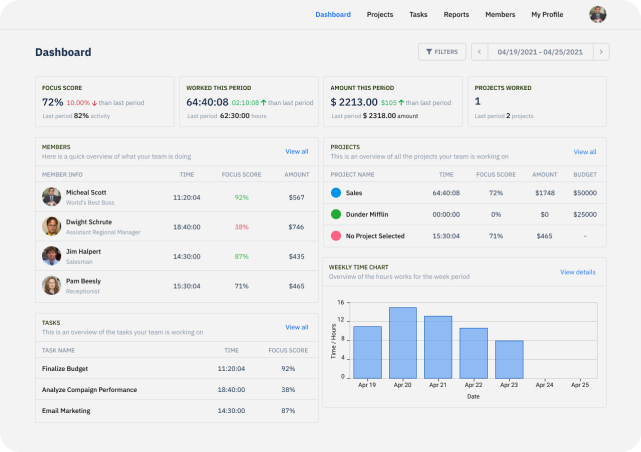 Dashboard Projects Tasks Reports Members My Profile
Dashboard
FILTERS 04/19/2021 - 04/25/2021
FOCUS SCORE
72% 10.00% than last period
Last period 82% activity
WORKED THIS PERIOD
64:40:08 02:10:08 than last period
Last period 62:30:00 hours
AMOUNT THIS PERIOD
$ 2213.00 $105 than last period
Last period $ 2318.00 amount
PROJECTS WORKED
1
Last period 2 projects
MEMBERS
Here is a quick overview of what your team is doing
View all
MEMBER INFO TIME FOCUS SCORE AMOUNT
Micheal Scott
World's Best Boss
11:20:04 92% $567
Dwight Schrute
Assistant Regional Manager
18:40:00 38% $746
Jim Halpert
Salesman
14:30:00 87% $435
Pam Beesly
Receptionist
15:30:04 71% $465
TASKS
This is an overview of the tasks your team is working on
View all
TASK NAME TIME FOCUS SCORE
Finalize Budget 11:20:04 92%
Analyze Compaign Performance 18:40:00 38%
Email Marketing 14:30:00 87%
PROJECTS
This is an overview of all the projects your team is working on
View all
PROJECT NAME TIME FOCUS SCORE AMOUNT BUDGET
Sales 64:40:08 72% $1748 $50000
Dunder Mifflin 00:00:00 0% $0 $25000
No Project Selected 15:30:04 71% $465 -
WEEKLY TIME CHART
Overview of the hours works for the week period
View details
Time / Hours
16
12
8
4
0
Apr 19 Apr 20 Apr 21 Apr 22 Apr 23 Apr 24 Apr 25
Date